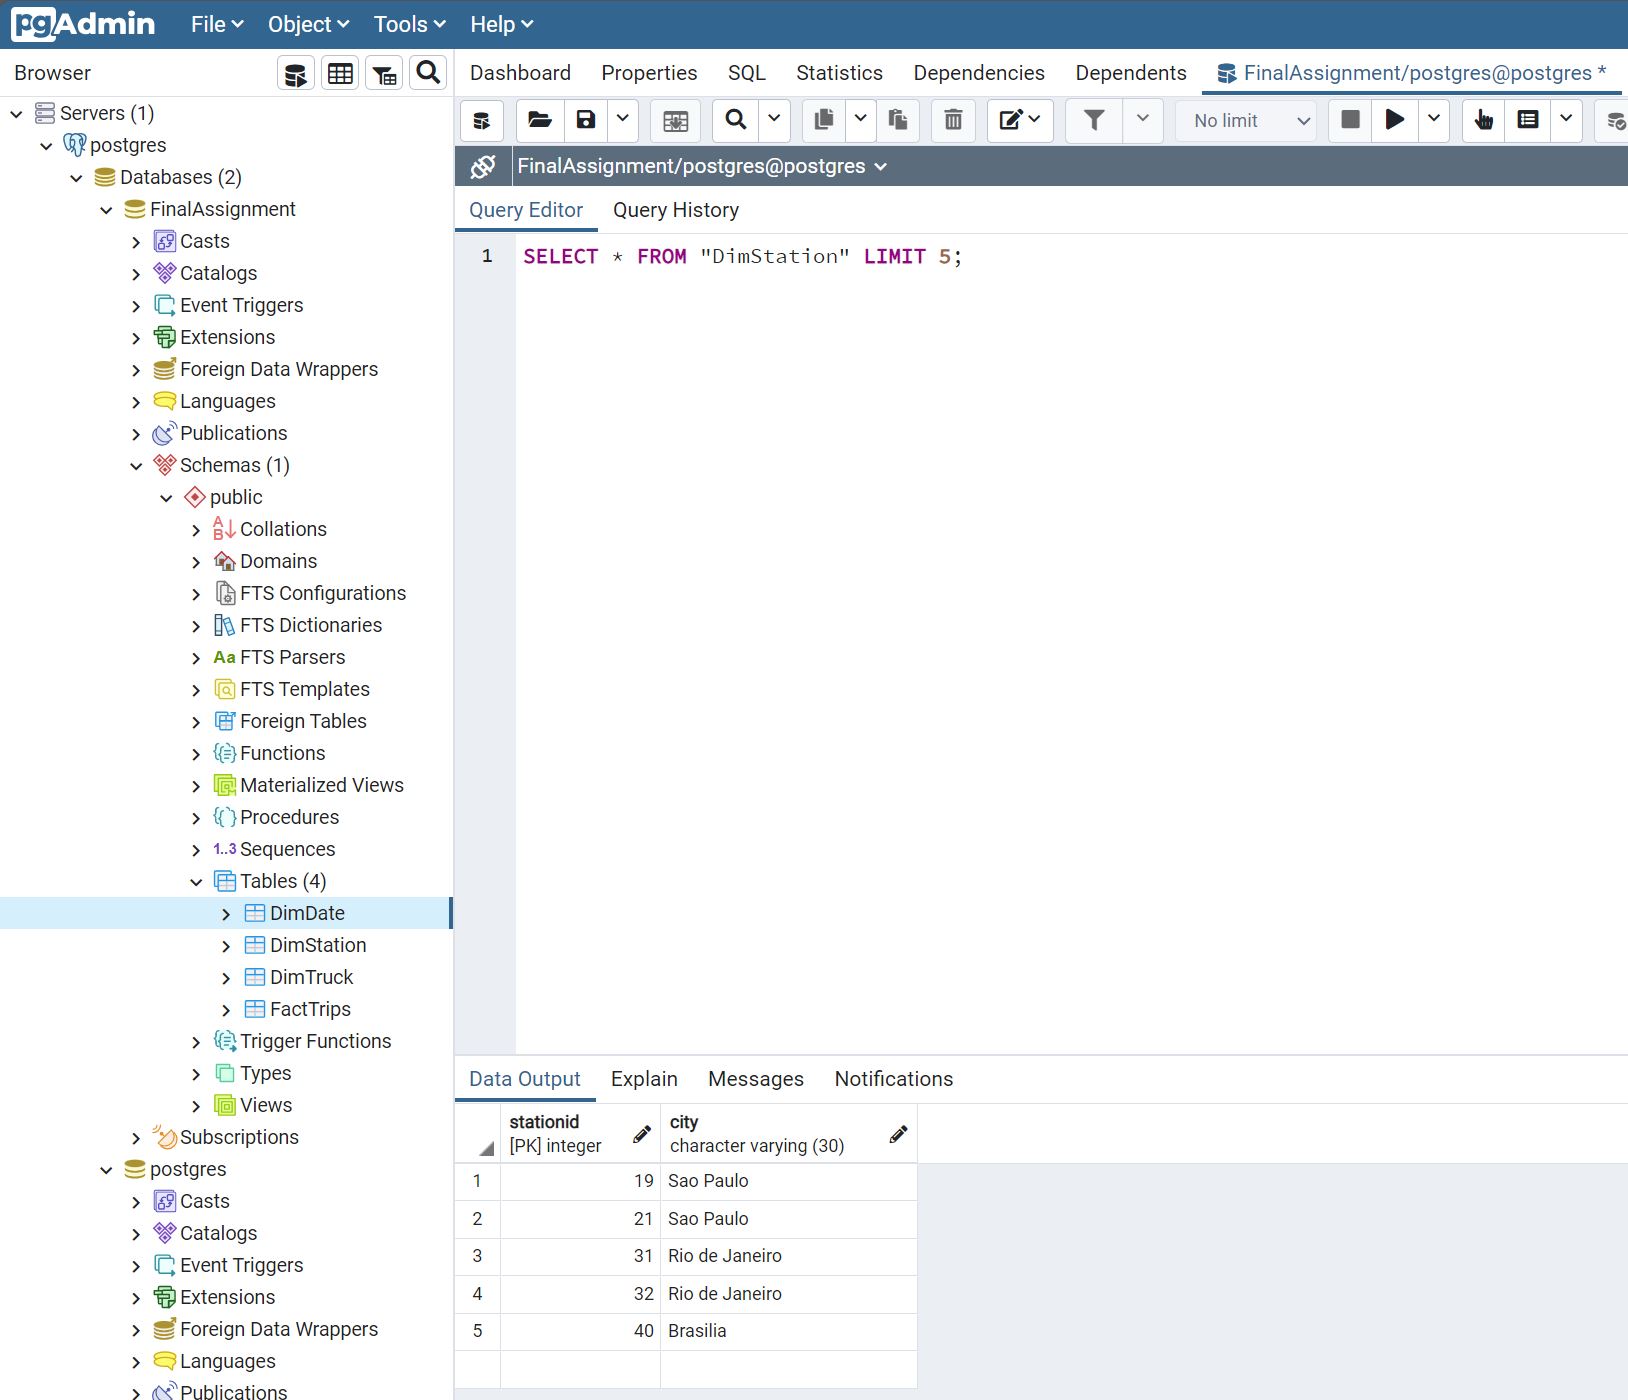 pgAdmin File Object Tools Help
Browser
Dashboard Properties SQL Statistics Dependencies Dependents FinalAssignment/postgres@postgres *
No limit
FinalAssignment/postgres@postgres
Query Editor Query History
1 SELECT * FROM "DimStation" LIMIT 5;
Servers (1)
postgres
Databases (2)
FinalAssignment
Casts
Catalogs
Event Triggers
Extensions
Foreign Data Wrappers
Languages
Publications
Schemas (1)
public
Collations
Domains
FTS Configurations
FTS Dictionaries
Aa FTS Parsers
FTS Templates
Foreign Tables
Functions
Materialized Views
Procedures
1..3 Sequences
Tables (4)
DimDate
DimStation
DimTruck
FactTrips
Trigger Functions
Types
Views
Subscriptions
postgres
Casts
Catalogs
Event Triggers
Extensions
Foreign Data Wrappers
Languages
Publications
Data Output Explain Messages Notifications
stationid city
[PK] integer character varying (30)
1 19 Sao Paulo
2 21 Sao Paulo
3 31 Rio de Janeiro
4 32 Rio de Janeiro
5 40 Brasilia